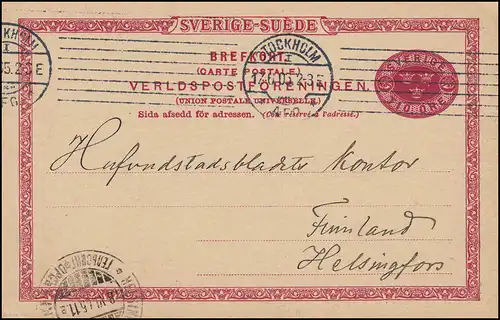 SVERIGE-SUÈDE
BREFKORT
(CARTE POSTALE)
VERLDSPOSTFÖRENINGEN.
(UNION POSTALE UNIVERSELLE.)
Sida afsedd för adressen. (Côté réservé à l'adresse.)
SVERIGE
10 ÖRE
STOCKHOLM
Hufvudstadsbladets Kontor
Finnland
Helsingfors